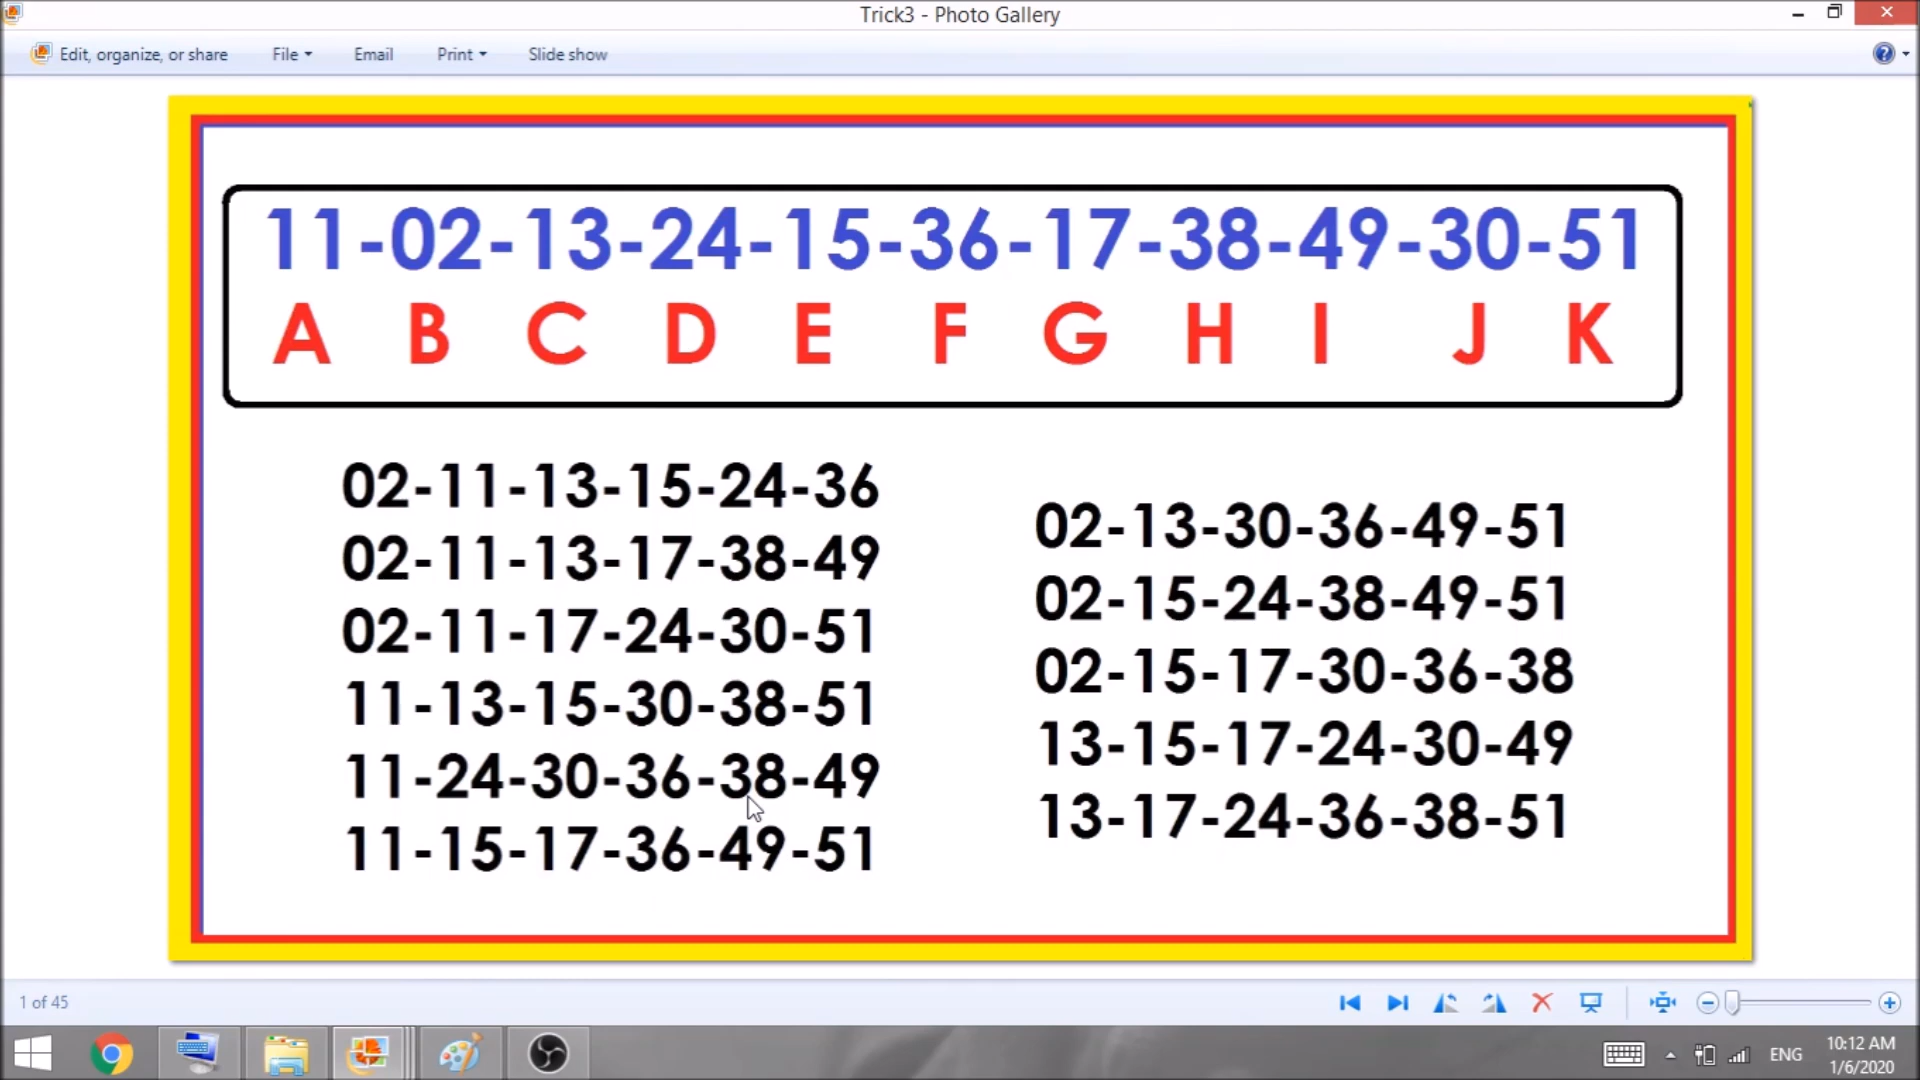 Trick3 - Photo Gallery
Edit, organize, or share File Email Print Slide show
11-02-13-24-15-36-17-38-49-30-51
A B C D E F G H I J K
02-11-13-15-24-36
02-11-13-17-38-49
02-11-17-24-30-51
11-13-15-30-38-51
11-24-30-36-38-49
11-15-17-36-49-51
02-13-30-36-49-51
02-15-24-38-49-51
02-15-17-30-36-38
13-15-17-24-30-49
13-17-24-36-38-51
1 of 45
ENG
10:12 AM
1/6/2020